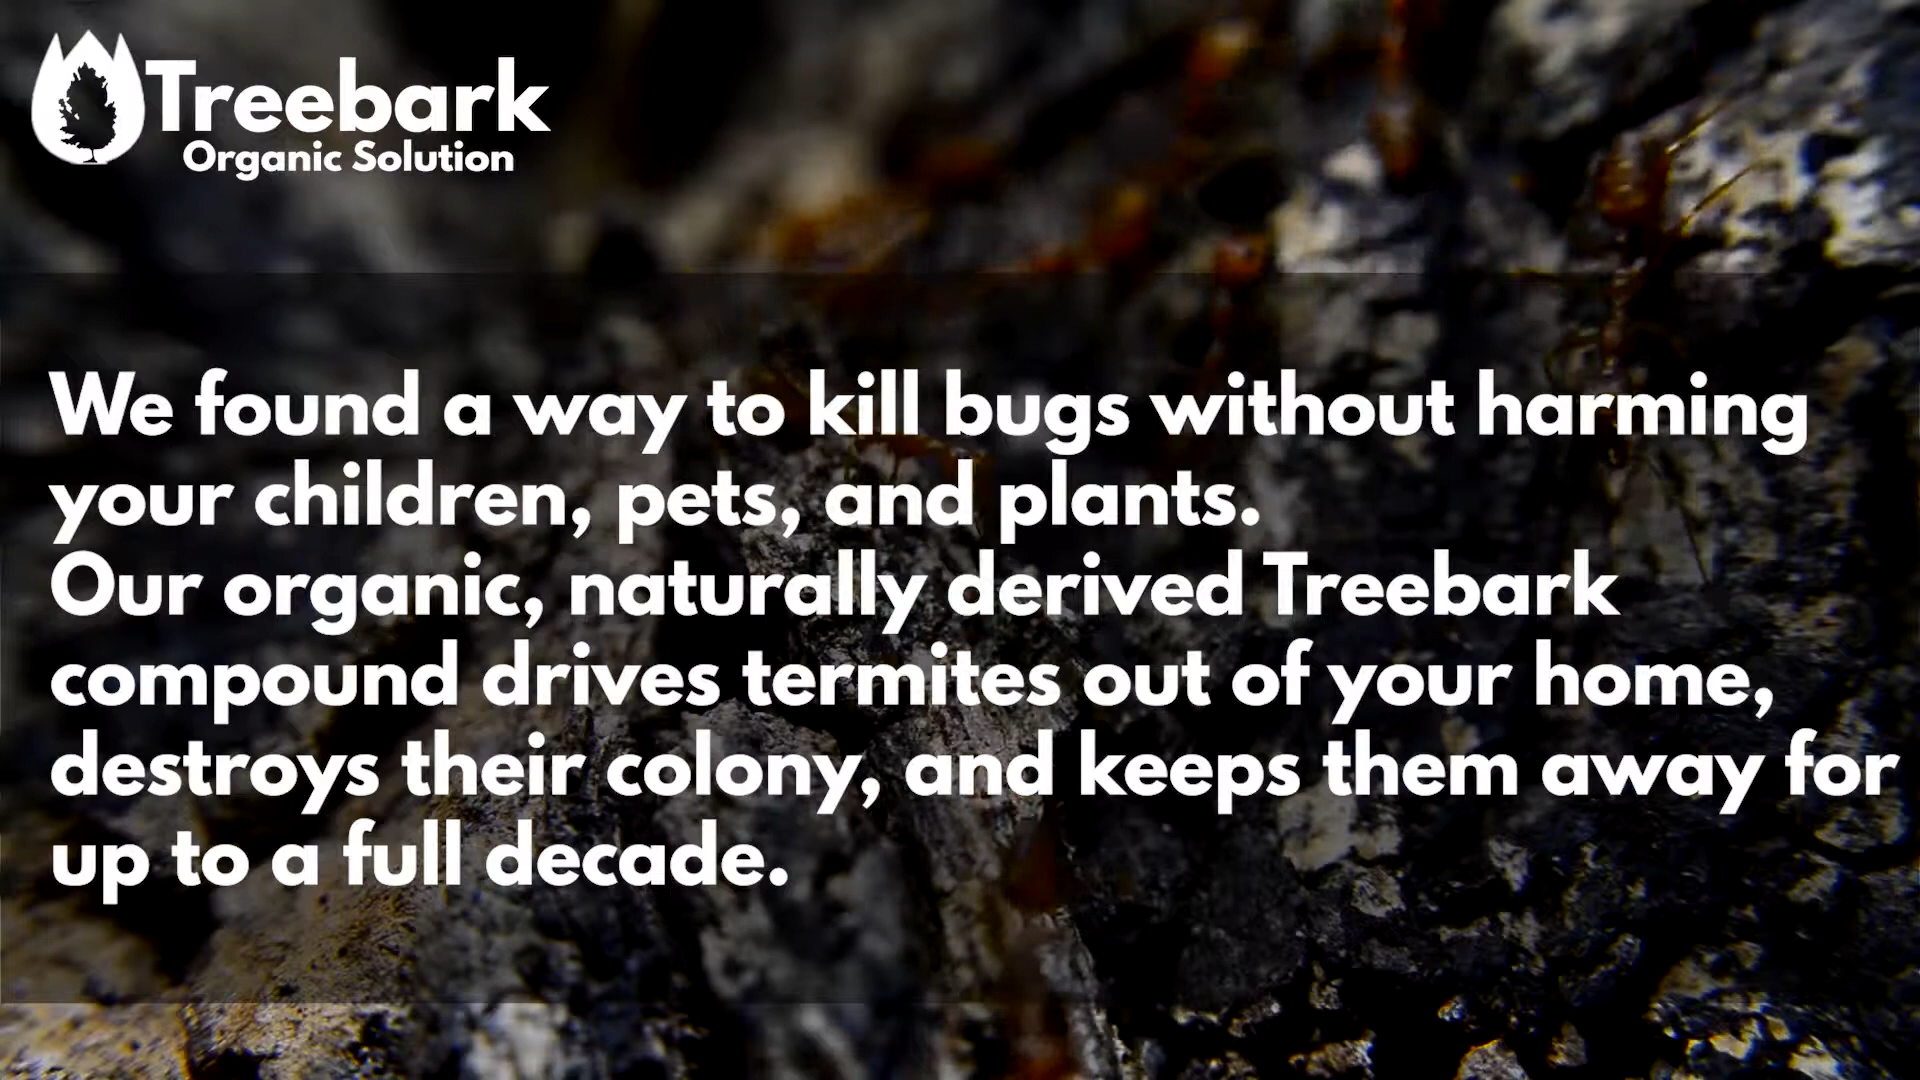 Treebark
Organic Solution
We found a way to kill bugs without harming
your children, pets, and plants.
Our organic, naturally derived Treebark
compound drives termites out of your home,
destroys their colony, and keeps them away for
up to a full decade.